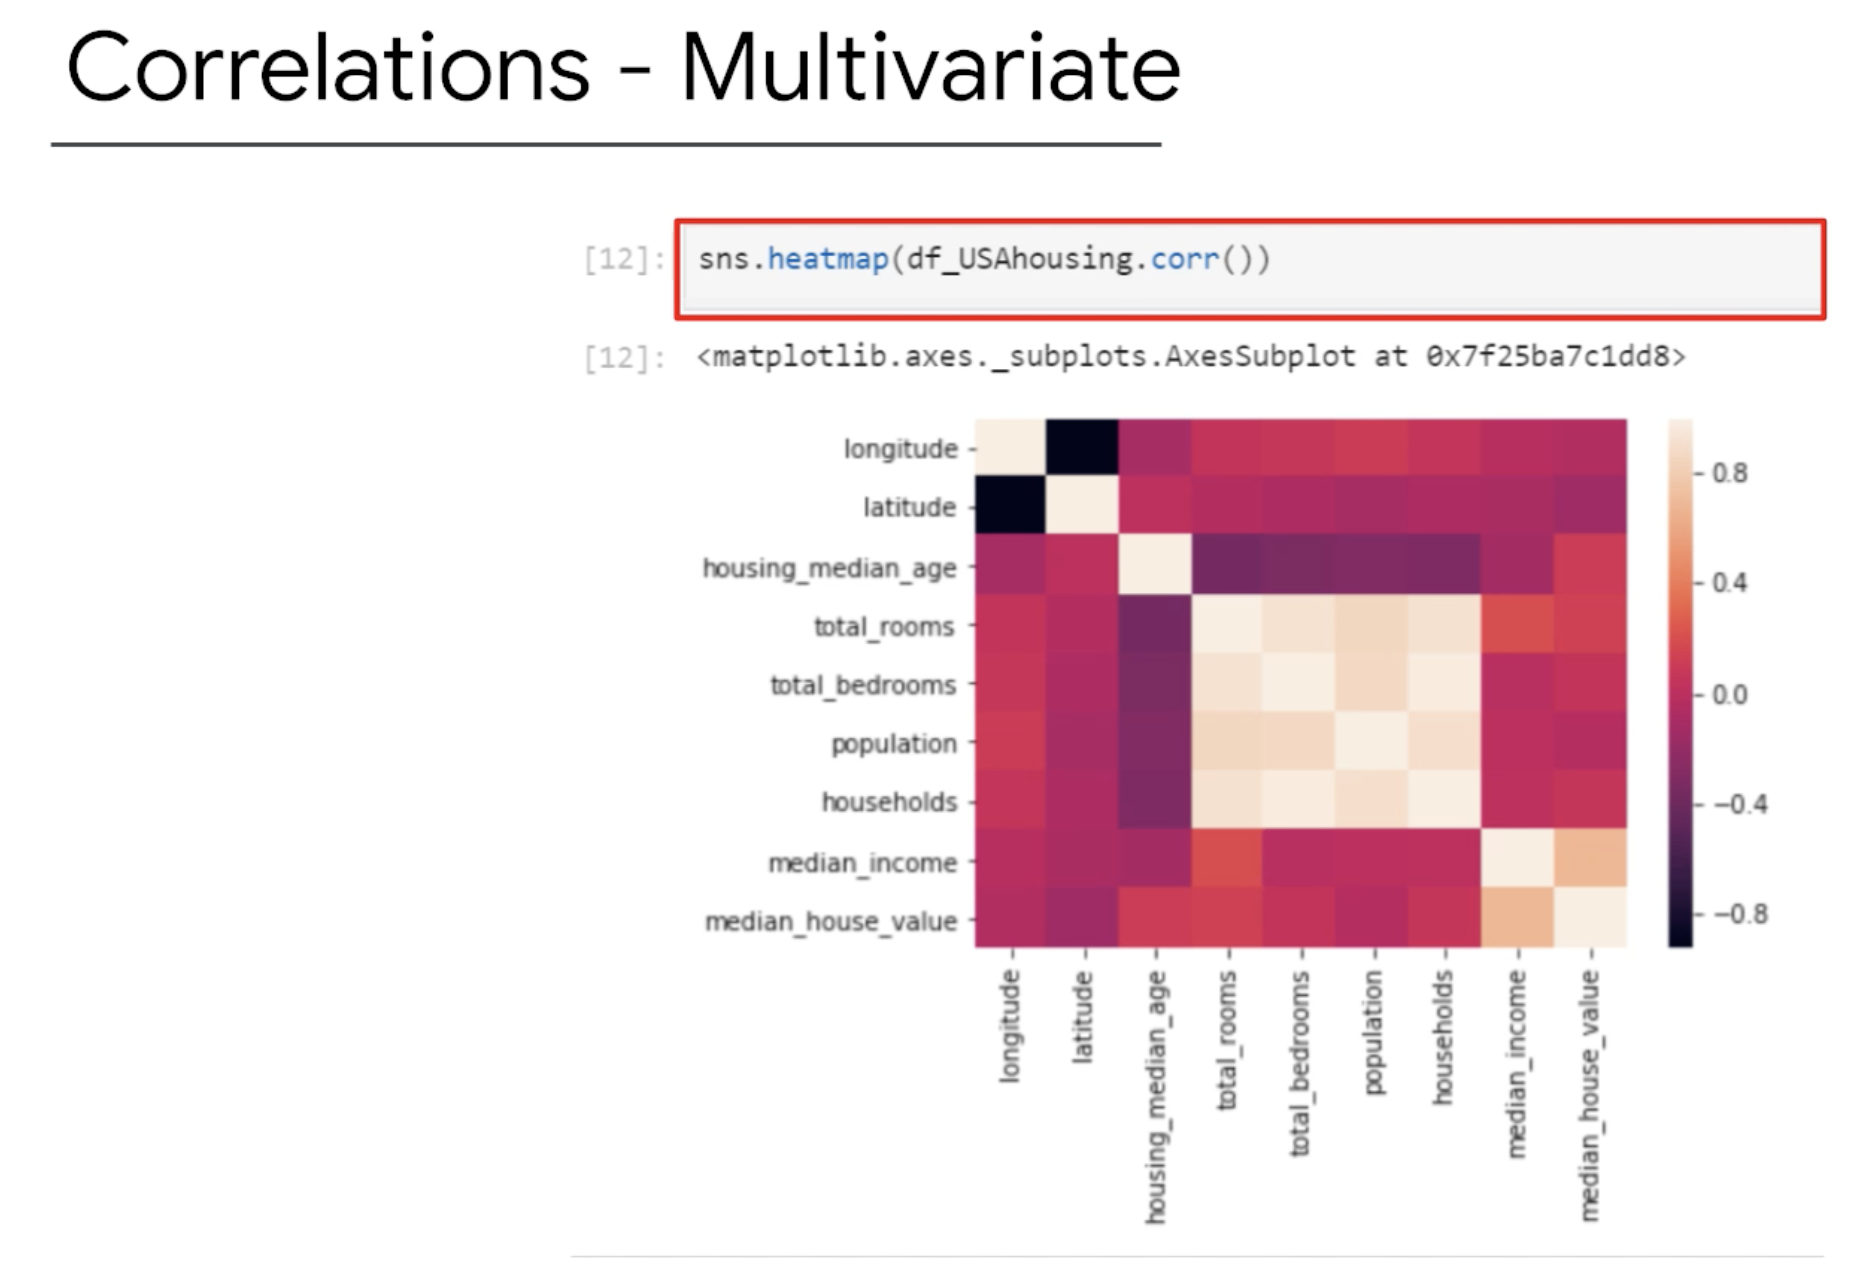 Correlations - Multivariate
[12]: sns.heatmap(df_USAhousing.corr())
[12]: <matplotlib.axes._subplots.AxesSubplot at 0x7f25ba7c1dd8>
longitude
latitude
housing_median_age
total_rooms
total_bedrooms
population
households
median_income
median_house_value
0.8
0.4
0.0
−0.4
−0.8
longitude
latitude
housing_median_age
total_rooms
total_bedrooms
population
households
median_income
median_house_value